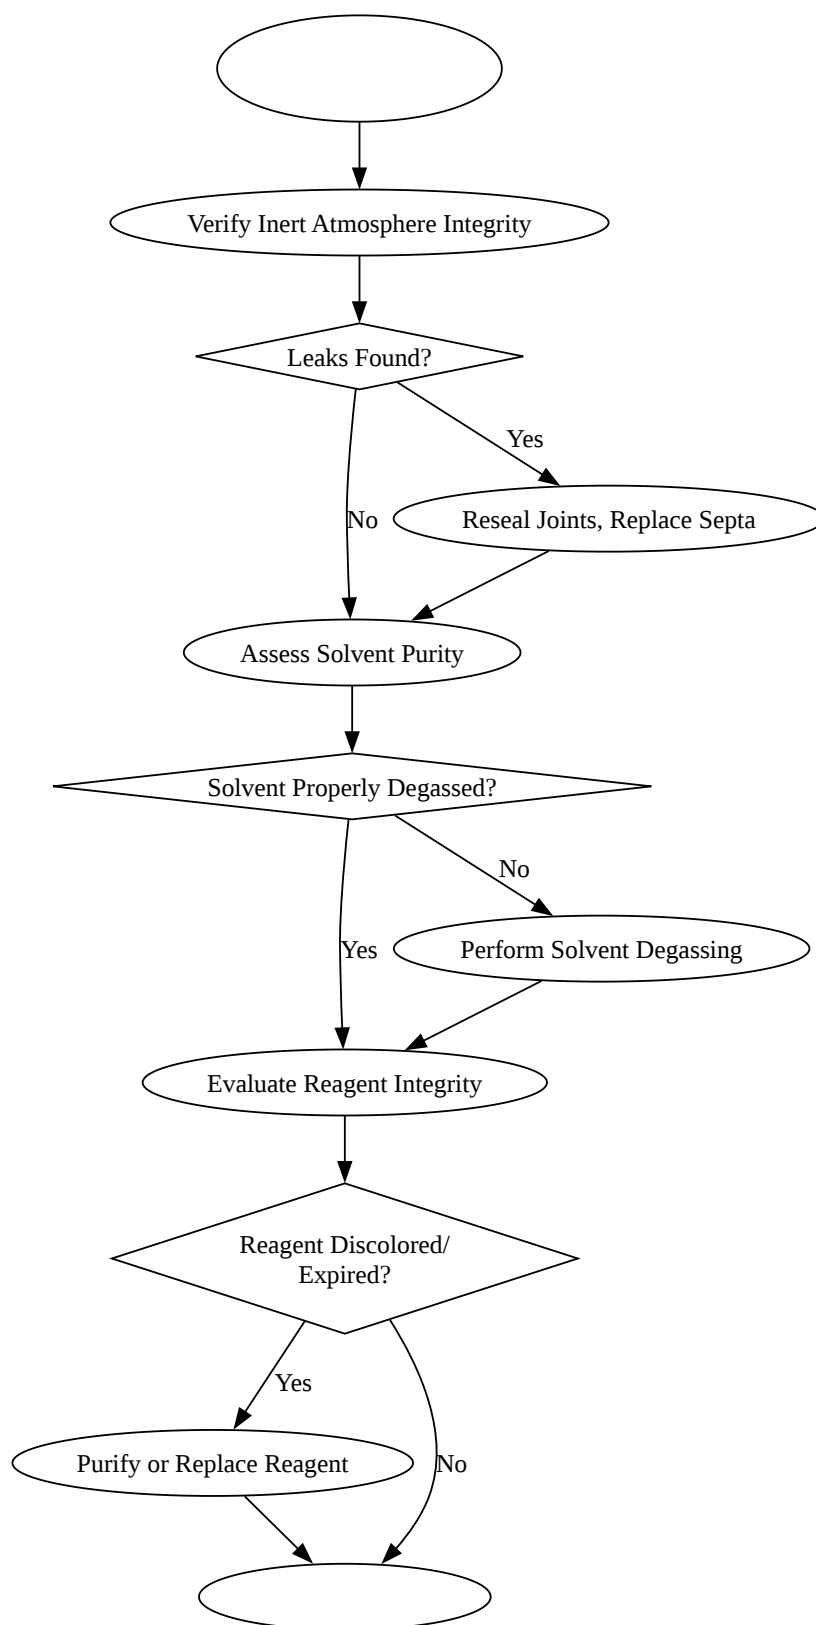 Verify Inert Atmosphere Integrity
Leaks Found?
Yes
No
Reseal Joints, Replace Septa
Assess Solvent Purity
Solvent Properly Degassed?
No
Yes
Perform Solvent Degassing
Evaluate Reagent Integrity
Reagent Discolored/
Expired?
Yes
Purify or Replace Reagent
No